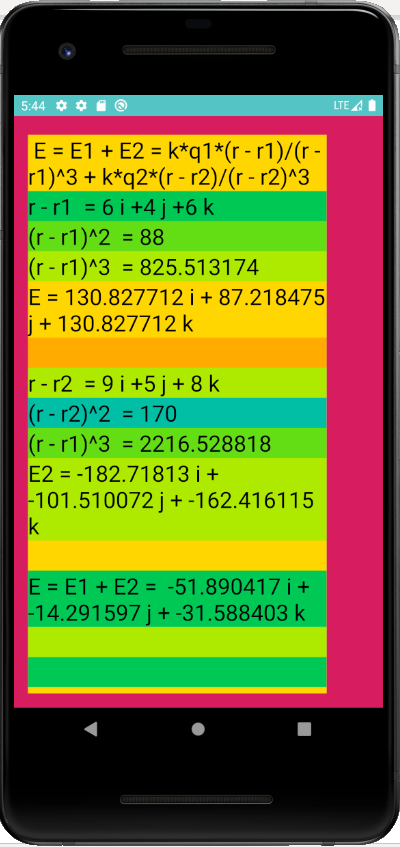 5:44
LTE
E = E1 + E2 = k*q1*(r - r1)/(r -
r1)^3 + k*q2*(r - r2)/(r - r2)^3
r - r1 = 6 i +4 j +6 k
(r - r1)^2 = 88
(r - r1)^3 = 825.513174
E = 130.827712 i + 87.218475
j + 130.827712 k
r - r2 = 9 i +5 j + 8 k
(r - r2)^2 = 170
(r - r1)^3 = 2216.528818
E2 = -182.71813 i +
-101.510072 j + -162.416115
k
E = E1 + E2 = -51.890417 i +
-14.291597 j + -31.588403 k